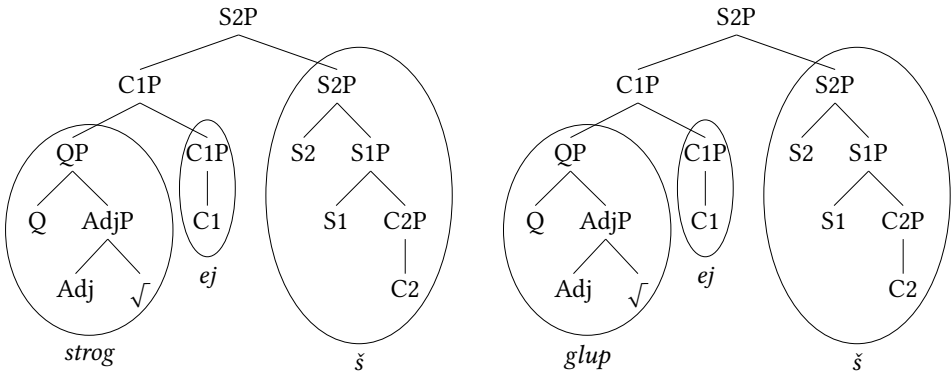 S2P S2P
C1P S2P C1P S2P
QP C1P S2 S1P QP C1P S2 S1P
Q AdjP C1 S1 C2P Q AdjP C1 S1 C2P
Adj √ ej C2 Adj √ ej C2
strog š glup š